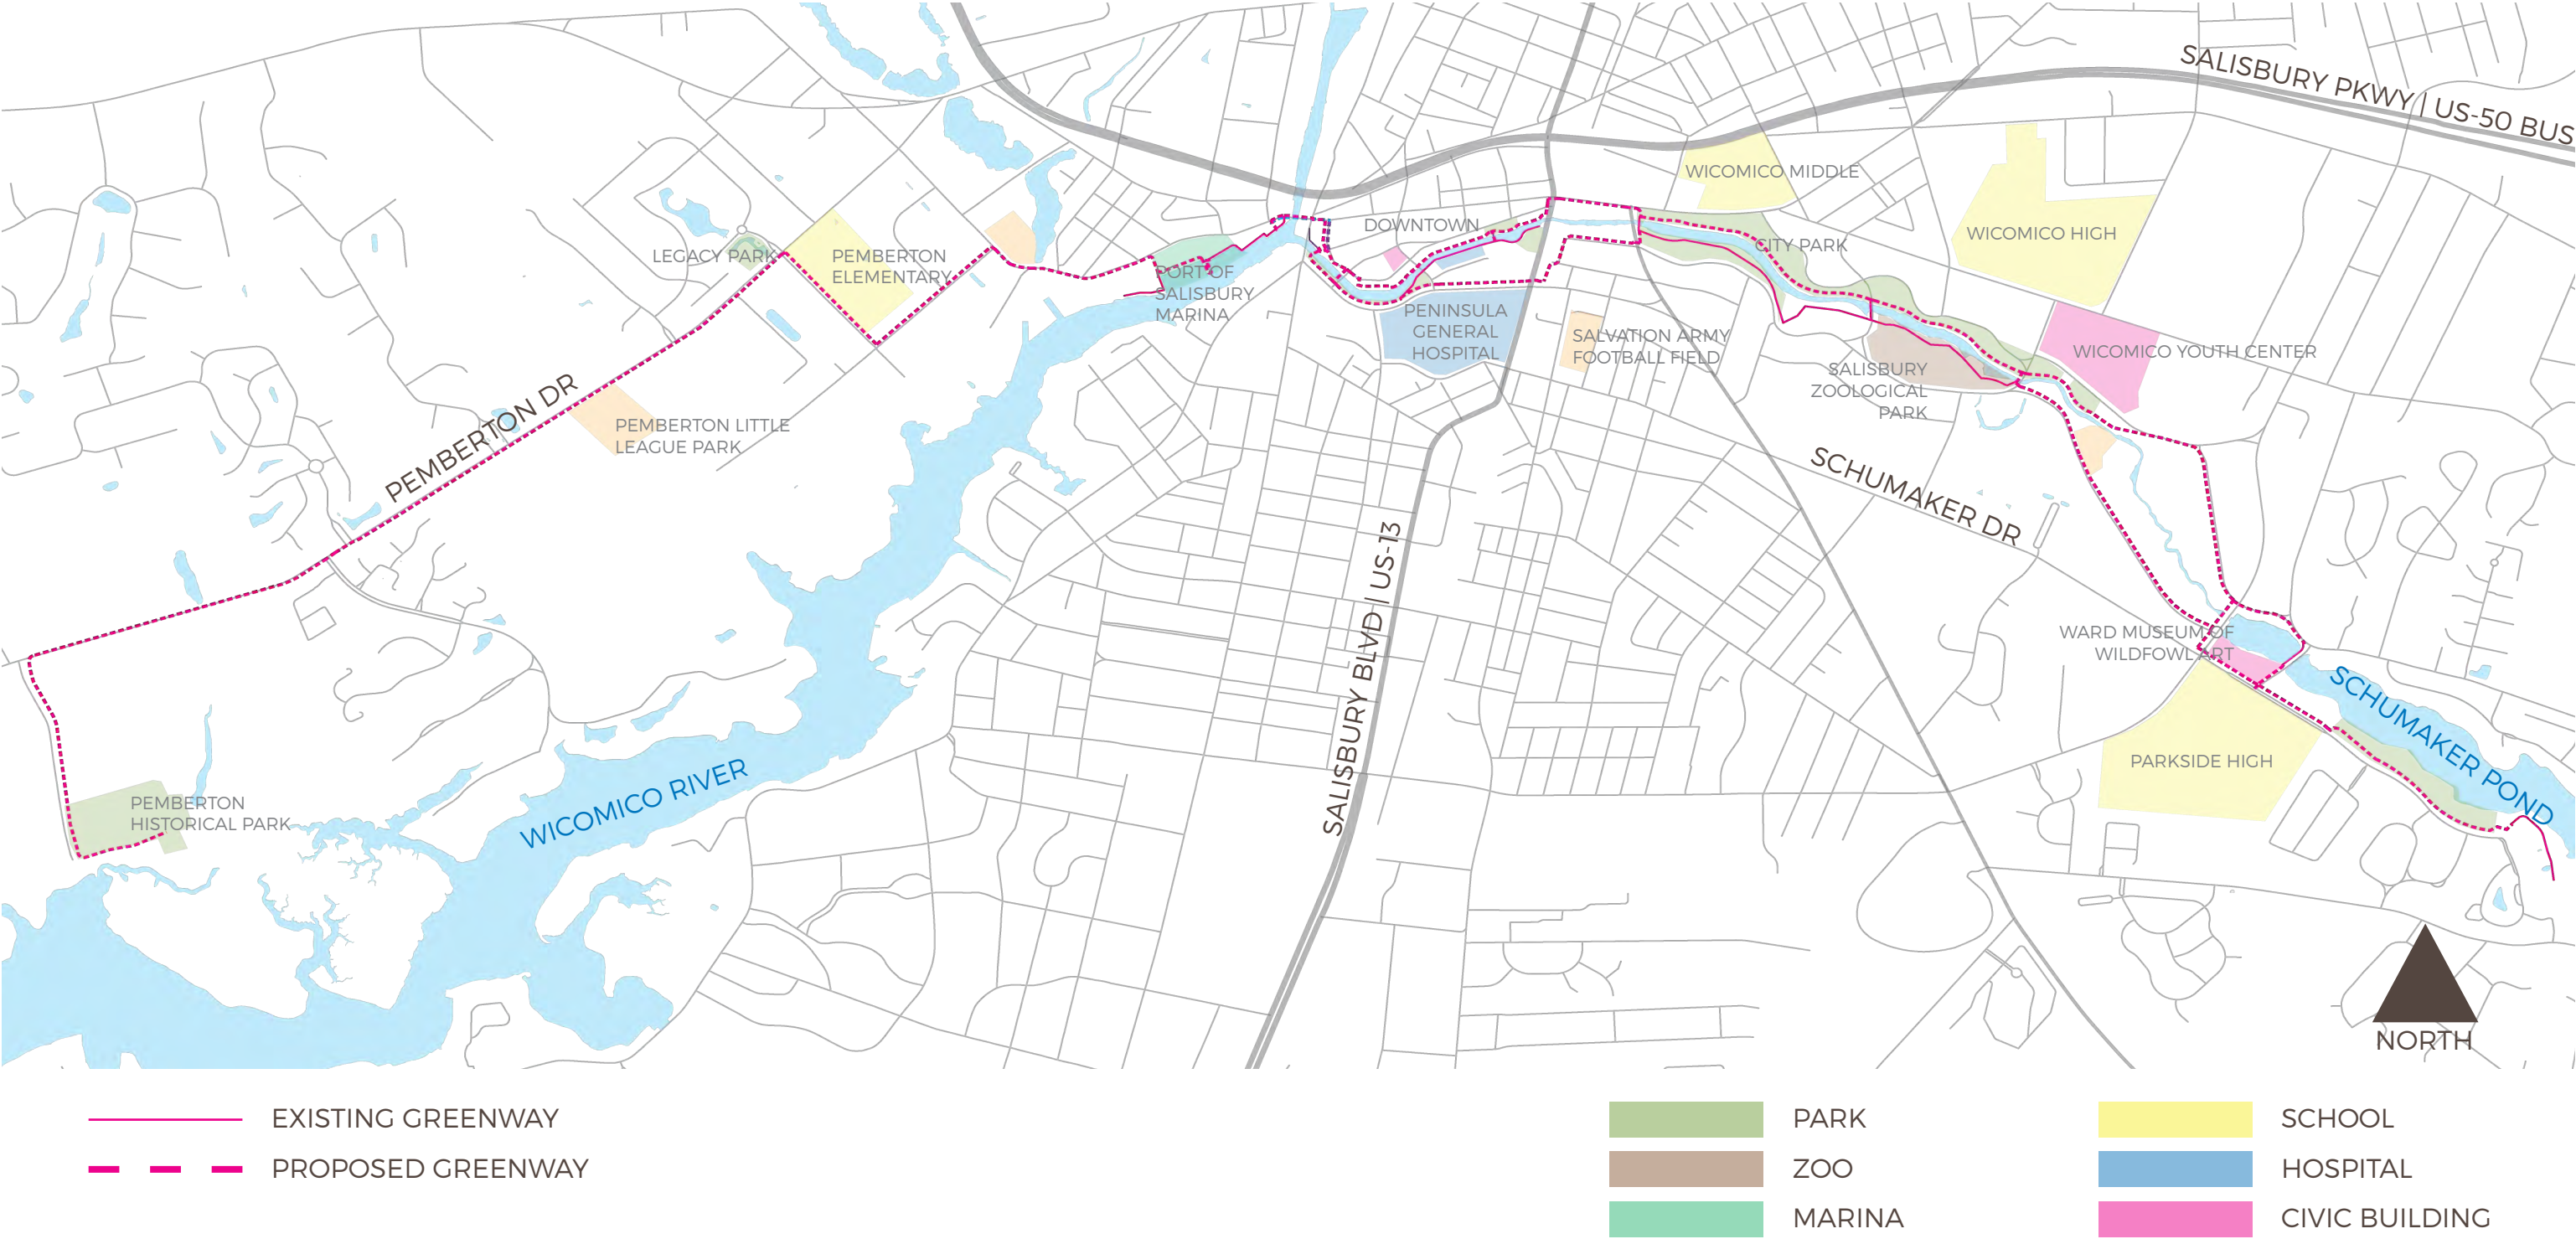 SALISBURY PKWY | US-50 BUS
WICOMICO MIDDLE
DOWNTOWN
WICOMICO HIGH
CITY PARK
LEGACY PARK
PEMBERTON
ELEMENTARY
PORT OF
SALISBURY
MARINA
PENINSULA
GENERAL
HOSPITAL
SALVATION ARMY
FOOTBALL FIELD
WICOMICO YOUTH CENTER
SALISBURY
ZOOLOGICAL
PARK
PEMBERTON DR
PEMBERTON LITTLE
LEAGUE PARK
SCHUMAKER DR
SALISBURY BLVD | US-13
WARD MUSEUM OF
WILDFOWL ART
SCHUMAKER POND
PARKSIDE HIGH
WICOMICO RIVER
PEMBERTON
HISTORICAL PARK
NORTH
EXISTING GREENWAY
PROPOSED GREENWAY
PARK
ZOO
MARINA
SCHOOL
HOSPITAL
CIVIC BUILDING